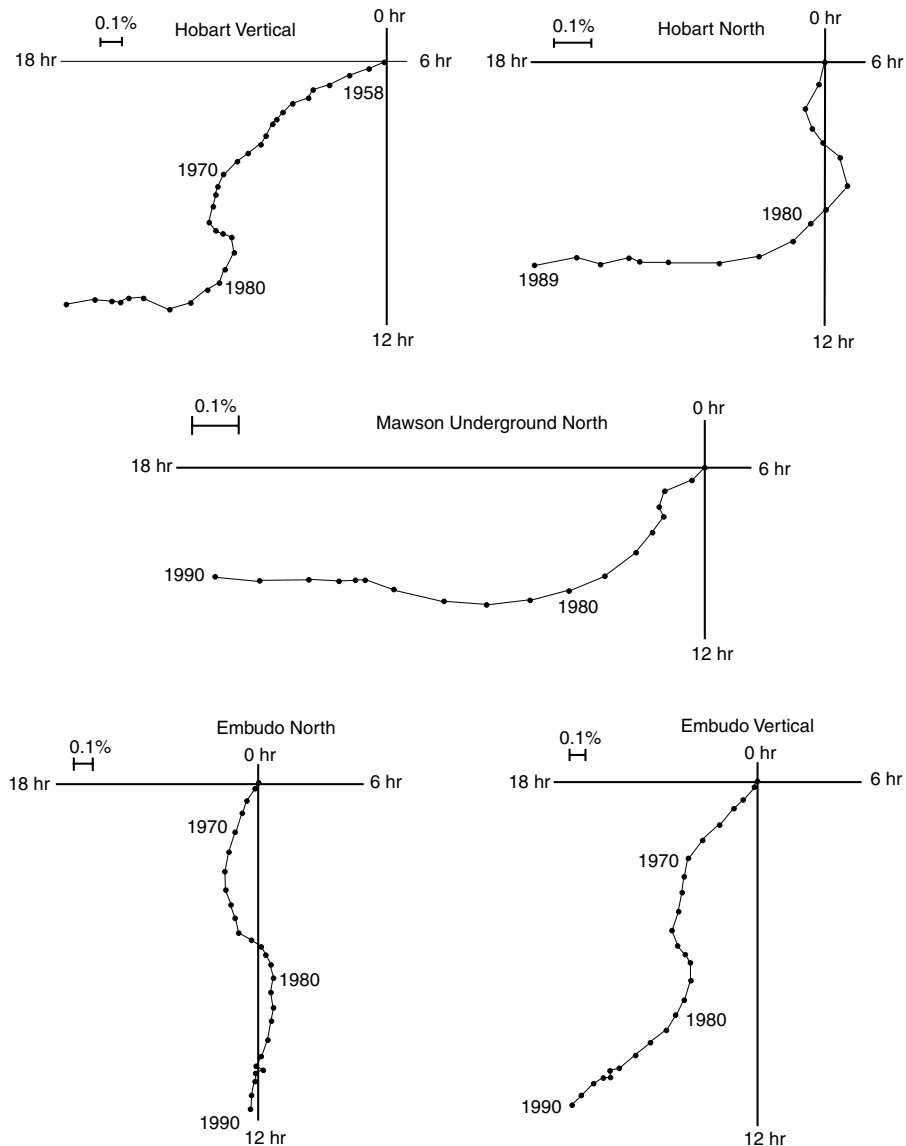 0.1%
Hobart Vertical
0 hr
18 hr
6 hr
1958
1970
1980
12 hr
0.1%
Hobart North
0 hr
18 hr
6 hr
1980
1989
12 hr
0.1%
Mawson Underground North
0 hr
18 hr
6 hr
1990
1980
12 hr
Embudo North
0.1%
0 hr
18 hr
6 hr
1970
1980
1990
12 hr
Embudo Vertical
0.1%
0 hr
18 hr
6 hr
1970
1980
1990
12 hr